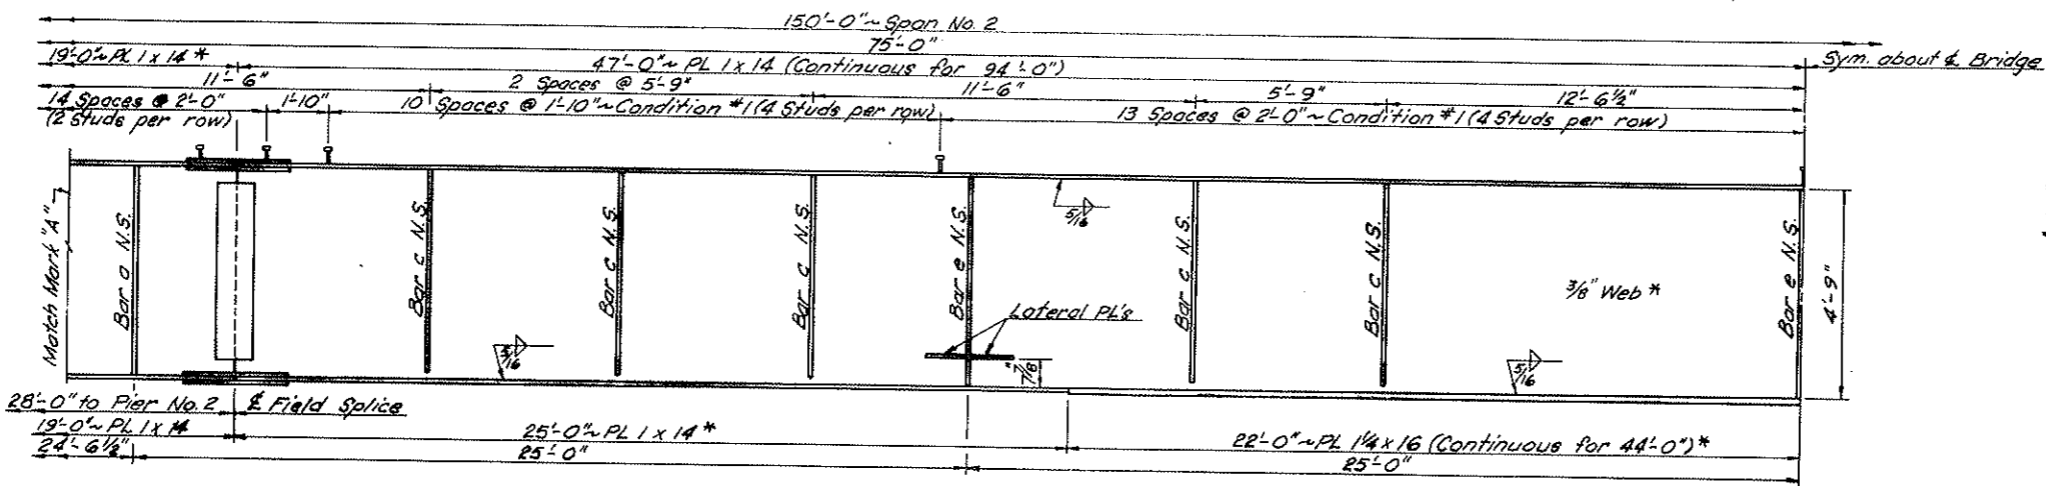 150'-0" ~ Span No. 2
75'-0"
19'-0" ~ PL 1 x 14 *
47'-0" ~ PL 1 x 14 (Continuous for 94'-0")
Sym. about ℄ Bridge
11'-6"
2 Spaces @ 5'-9"
11'-6"
5'-9"
12'-6½"
14 Spaces @ 2'-0"
(2 Studs per row)
1'-10"
10 Spaces @ 1'-10" ~ Condition #1 (4 Studs per row)
13 Spaces @ 2'-0" ~ Condition #1 (4 Studs per row)
Match Mark "A"
Bar a N.S.
Bar c N.S.
Bar c N.S.
Bar c N.S.
Bar e N.S.
Bar c N.S.
Bar c N.S.
Bar e N.S.
5/16
3/8" Web *
4'-9"
Lateral PL's
5/16
7/8"
5/16
28'-0" to Pier No. 2
℄ Field Splice
19'-0" ~ PL 1 x 14
25'-0" ~ PL 1 x 14 *
22'-0" ~ PL 1¼ x 16 (Continuous for 44'-0") *
24'-6½"
25'-0"
25'-0"